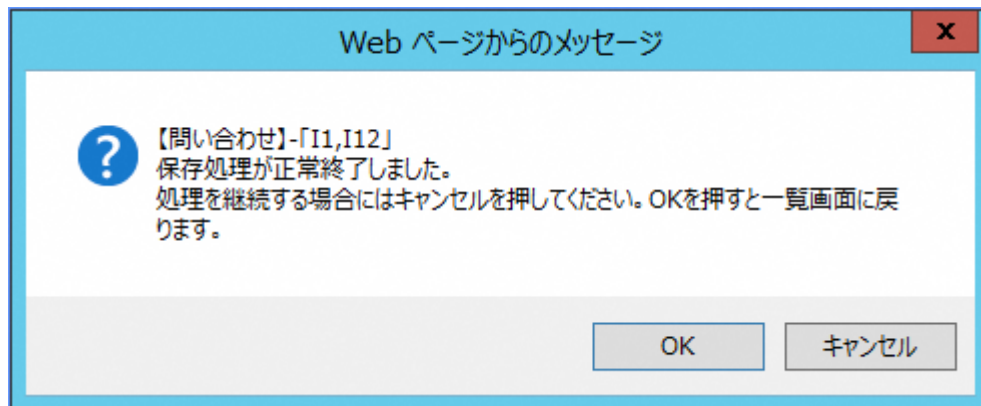 Web ページからのメッセージ
x
?
【問い合わせ】-「I1,I12」
保存処理が正常終了しました。
処理を継続する場合にはキャンセルを押してください。OKを押すと一覧画面に戻
ります。
OK
キャンセル